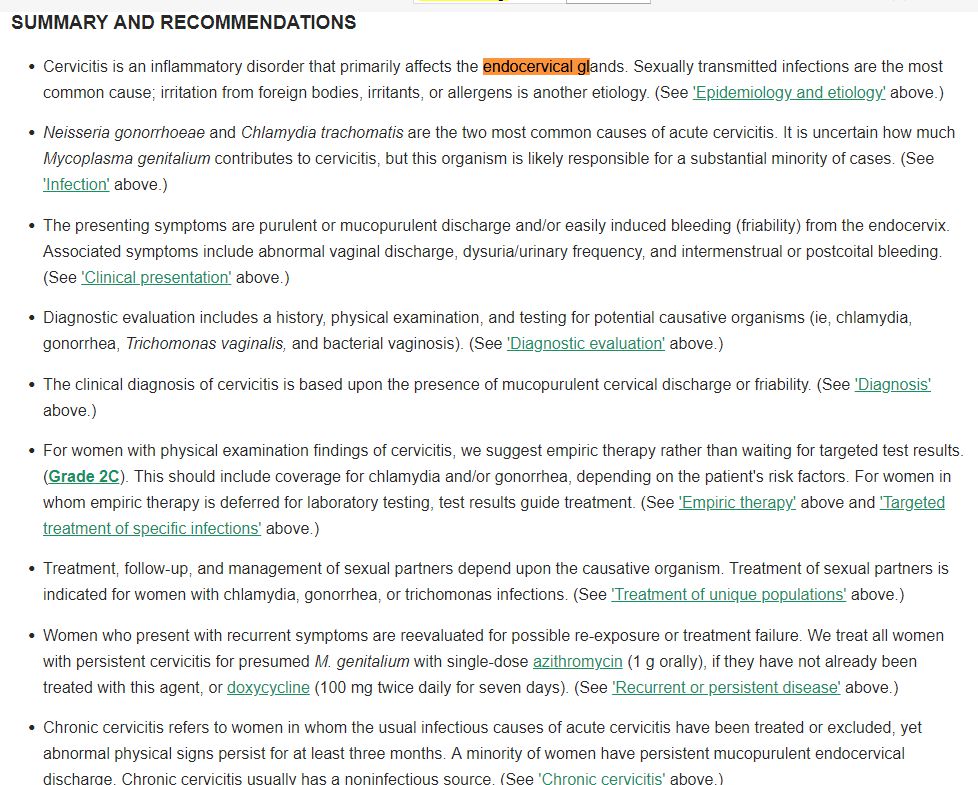 SUMMARY AND RECOMMENDATIONS
• Cervicitis is an inflammatory disorder that primarily affects the endocervical glands. Sexually transmitted infections are the most
common cause; irritation from foreign bodies, irritants, or allergens is another etiology. (See 'Epidemiology and etiology' above.)
• Neisseria gonorrhoeae and Chlamydia trachomatis are the two most common causes of acute cervicitis. It is uncertain how much
Mycoplasma genitalium contributes to cervicitis, but this organism is likely responsible for a substantial minority of cases. (See
'Infection' above.)
• The presenting symptoms are purulent or mucopurulent discharge and/or easily induced bleeding (friability) from the endocervix.
Associated symptoms include abnormal vaginal discharge, dysuria/urinary frequency, and intermenstrual or postcoital bleeding.
(See 'Clinical presentation' above.)
• Diagnostic evaluation includes a history, physical examination, and testing for potential causative organisms (ie, chlamydia,
gonorrhea, Trichomonas vaginalis, and bacterial vaginosis). (See 'Diagnostic evaluation' above.)
• The clinical diagnosis of cervicitis is based upon the presence of mucopurulent cervical discharge or friability. (See 'Diagnosis'
above.)
• For women with physical examination findings of cervicitis, we suggest empiric therapy rather than waiting for targeted test results.
(Grade 2C). This should include coverage for chlamydia and/or gonorrhea, depending on the patient's risk factors. For women in
whom empiric therapy is deferred for laboratory testing, test results guide treatment. (See 'Empiric therapy' above and 'Targeted
treatment of specific infections' above.)
• Treatment, follow-up, and management of sexual partners depend upon the causative organism. Treatment of sexual partners is
indicated for women with chlamydia, gonorrhea, or trichomonas infections. (See 'Treatment of unique populations' above.)
• Women who present with recurrent symptoms are reevaluated for possible re-exposure or treatment failure. We treat all women
with persistent cervicitis for presumed M. genitalium with single-dose azithromycin (1 g orally), if they have not already been
treated with this agent, or doxycycline (100 mg twice daily for seven days). (See 'Recurrent or persistent disease' above.)
• Chronic cervicitis refers to women in whom the usual infectious causes of acute cervicitis have been treated or excluded, yet
abnormal physical signs persist for at least three months. A minority of women have persistent mucopurulent endocervical
discharge. Chronic cervicitis usually has a noninfectious source. (See 'Chronic cervicitis' above.)